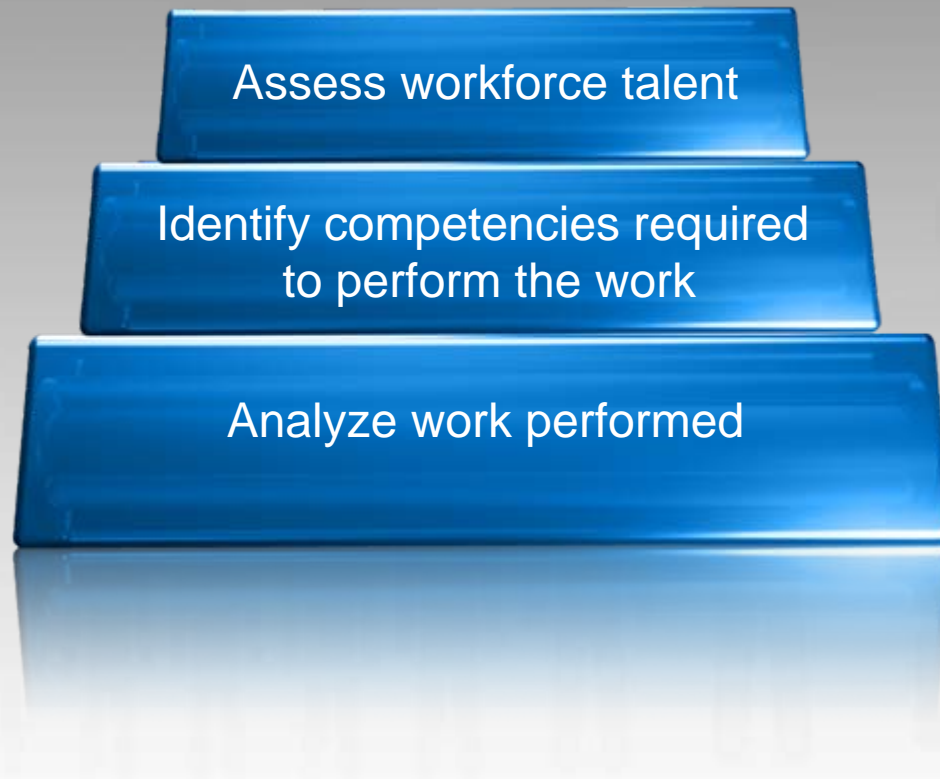 Assess workforce talent
Identify competencies required
to perform the work
Analyze work performed